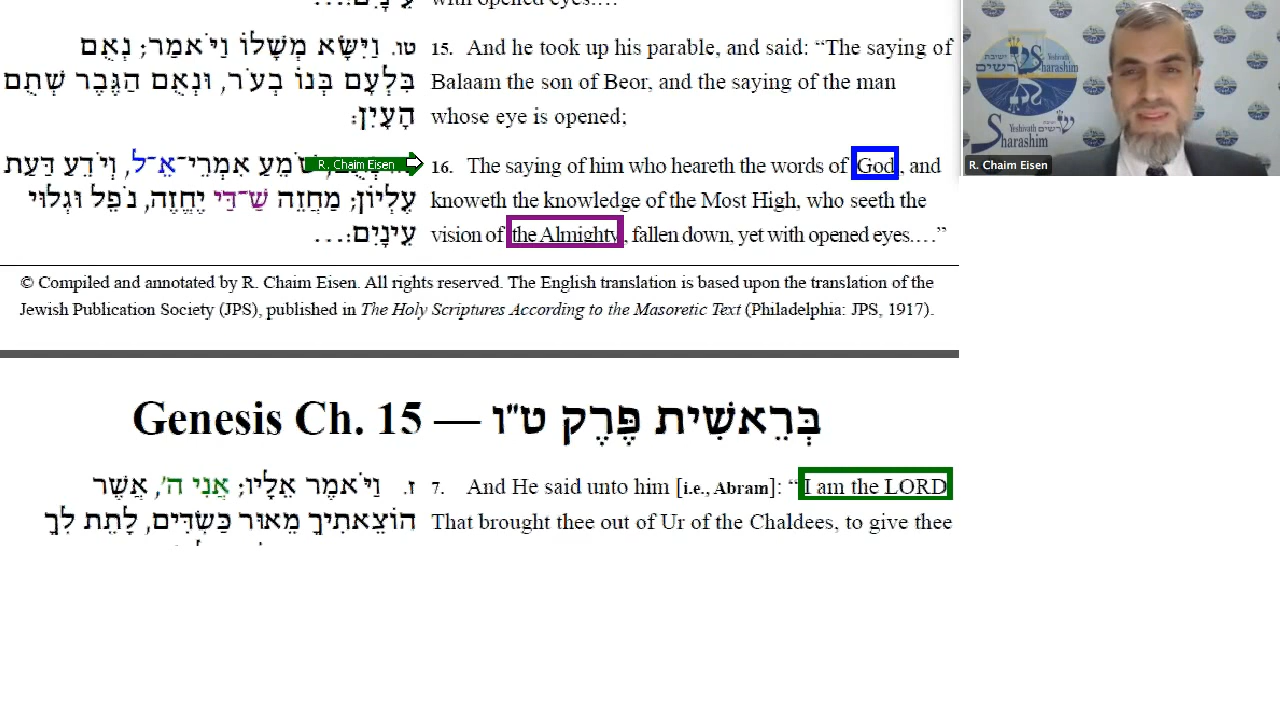 with opened eyes.…
טו. וַיִּשָּׂא מְשָׁלוֹ וַיֹּאמַר; נְאֻם
בִּלְעָם בְּנוֹ בְעֹר, וּנְאֻם הַגֶּבֶר שְׁתֻם
הָעָיִן:
15. And he took up his parable, and said: “The saying of
Balaam the son of Beor, and the saying of the man
whose eye is opened;
שֹׁמֵעַ אִמְרֵי־אֵ־ל, וְיֹדֵעַ דַּעַת
עֶלְיוֹן; מַחֲזֵה שַׁ־דַּי יֶחֱזֶה, נֹפֵל וּגְלוּי
עֵינָיִם:…
R. Chaim Eisen
16. The saying of him who heareth the words of God, and
knoweth the knowledge of the Most High, who seeth the
vision of the Almighty, fallen down, yet with opened eyes.…”
© Compiled and annotated by R. Chaim Eisen. All rights reserved. The English translation is based upon the translation of the
Jewish Publication Society (JPS), published in The Holy Scriptures According to the Masoretic Text (Philadelphia: JPS, 1917).
Genesis Ch. 15 — בְּרֵאשִׁית פֶּרֶק ט"ו
ז. וַיֹּאמֶר אֵלָיו; אֲנִי ה', אֲשֶׁר
הוֹצֵאתִיךָ מֵאוּר כַּשְׂדִּים, לָתֶת לְךָ
7. And He said unto him [i.e., Abram]: “I am the LORD
That brought thee out of Ur of the Chaldees, to give thee
ישיבת
שרשים
Sharashim
Yeshivath
Sharashim
R. Chaim Eisen